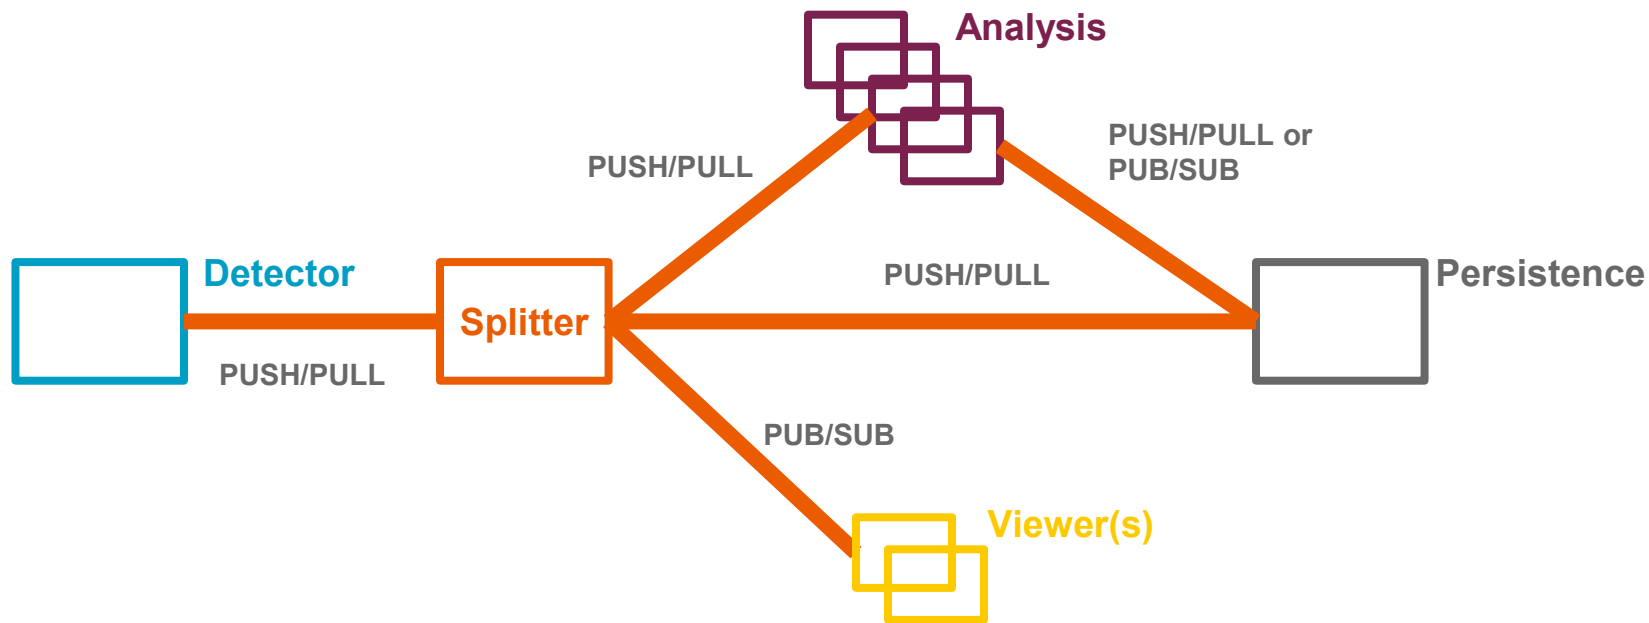 Analysis
PUSH/PULL or
PUB/SUB
PUSH/PULL
Detector
PUSH/PULL
Persistence
Splitter
PUSH/PULL
PUB/SUB
Viewer(s)